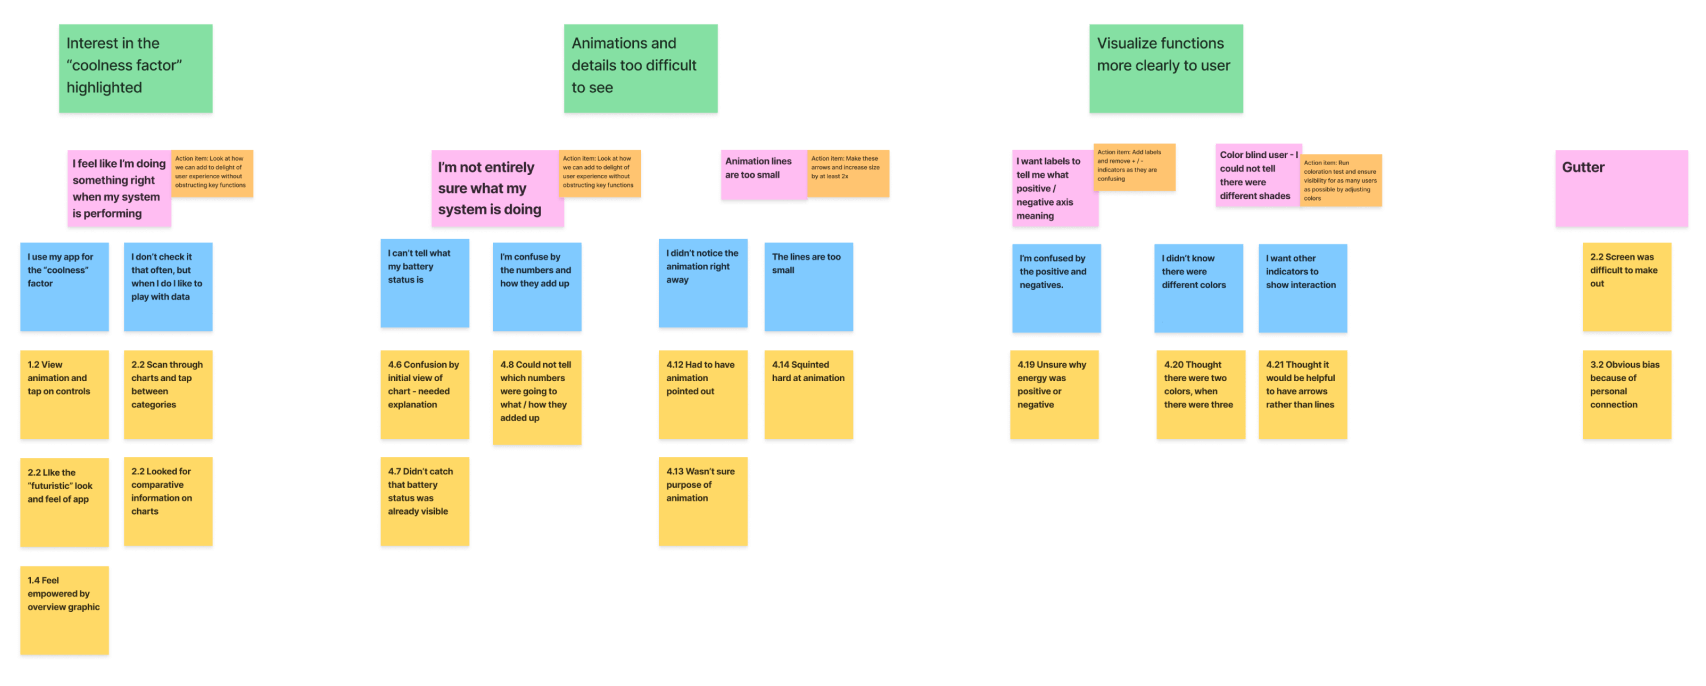 Interest in the
“coolness factor”
highlighted
Animations and
details too difficult
to see
Visualize functions
more clearly to user
I feel like I’m doing
something right
when my system
is performing
Action item: Look at how
we can add to delight of
user experience without
obstructing key functions
I’m not entirely
sure what my
system is doing
Action item: Look at how
we can add to delight of
user experience without
obstructing key functions
Animation lines
are too small
Action item: Make these
arrows and increase size
by at least 2x
I want labels to
tell me what
positive /
negative axis
meaning
Action item: Add labels
and remove + / -
indicators as they are
confusing
Color blind user - I
could not tell
there were
different shades
Action item: Run
coloration test and ensure
visibility for as many users
as possible by adjusting
colors
Gutter
I use my app for
the “coolness”
factor
I don’t check it
that often, but
when I do I like to
play with data
I can’t tell what
my battery
status is
I’m confuse by
the numbers and
how they add up
I didn’t notice the
animation right
away
The lines are too
small
I’m confused by
the positive and
negatives.
I didn’t know
there were
different colors
I want other
indicators to
show interaction
2.2 Screen was
difficult to make
out
1.2 View
animation and
tap on controls
2.2 Scan through
charts and tap
between
categories
4.6 Confusion by
initial view of
chart - needed
explanation
4.8 Could not tell
which numbers
were going to
what / how they
added up
4.12 Had to have
animation
pointed out
4.14 Squinted
hard at animation
4.19 Unsure why
energy was
positive or
negative
4.20 Thought
there were two
colors, when
there were three
4.21 Thought it
would be helpful
to have arrows
rather than lines
3.2 Obvious bias
because of
personal
connection
2.2 LIke the
“futuristic” look
and feel of app
2.2 Looked for
comparative
information on
charts
4.7 Didn’t catch
that battery
status was
already visible
4.13 Wasn’t sure
purpose of
animation
1.4 Feel
empowered by
overview graphic